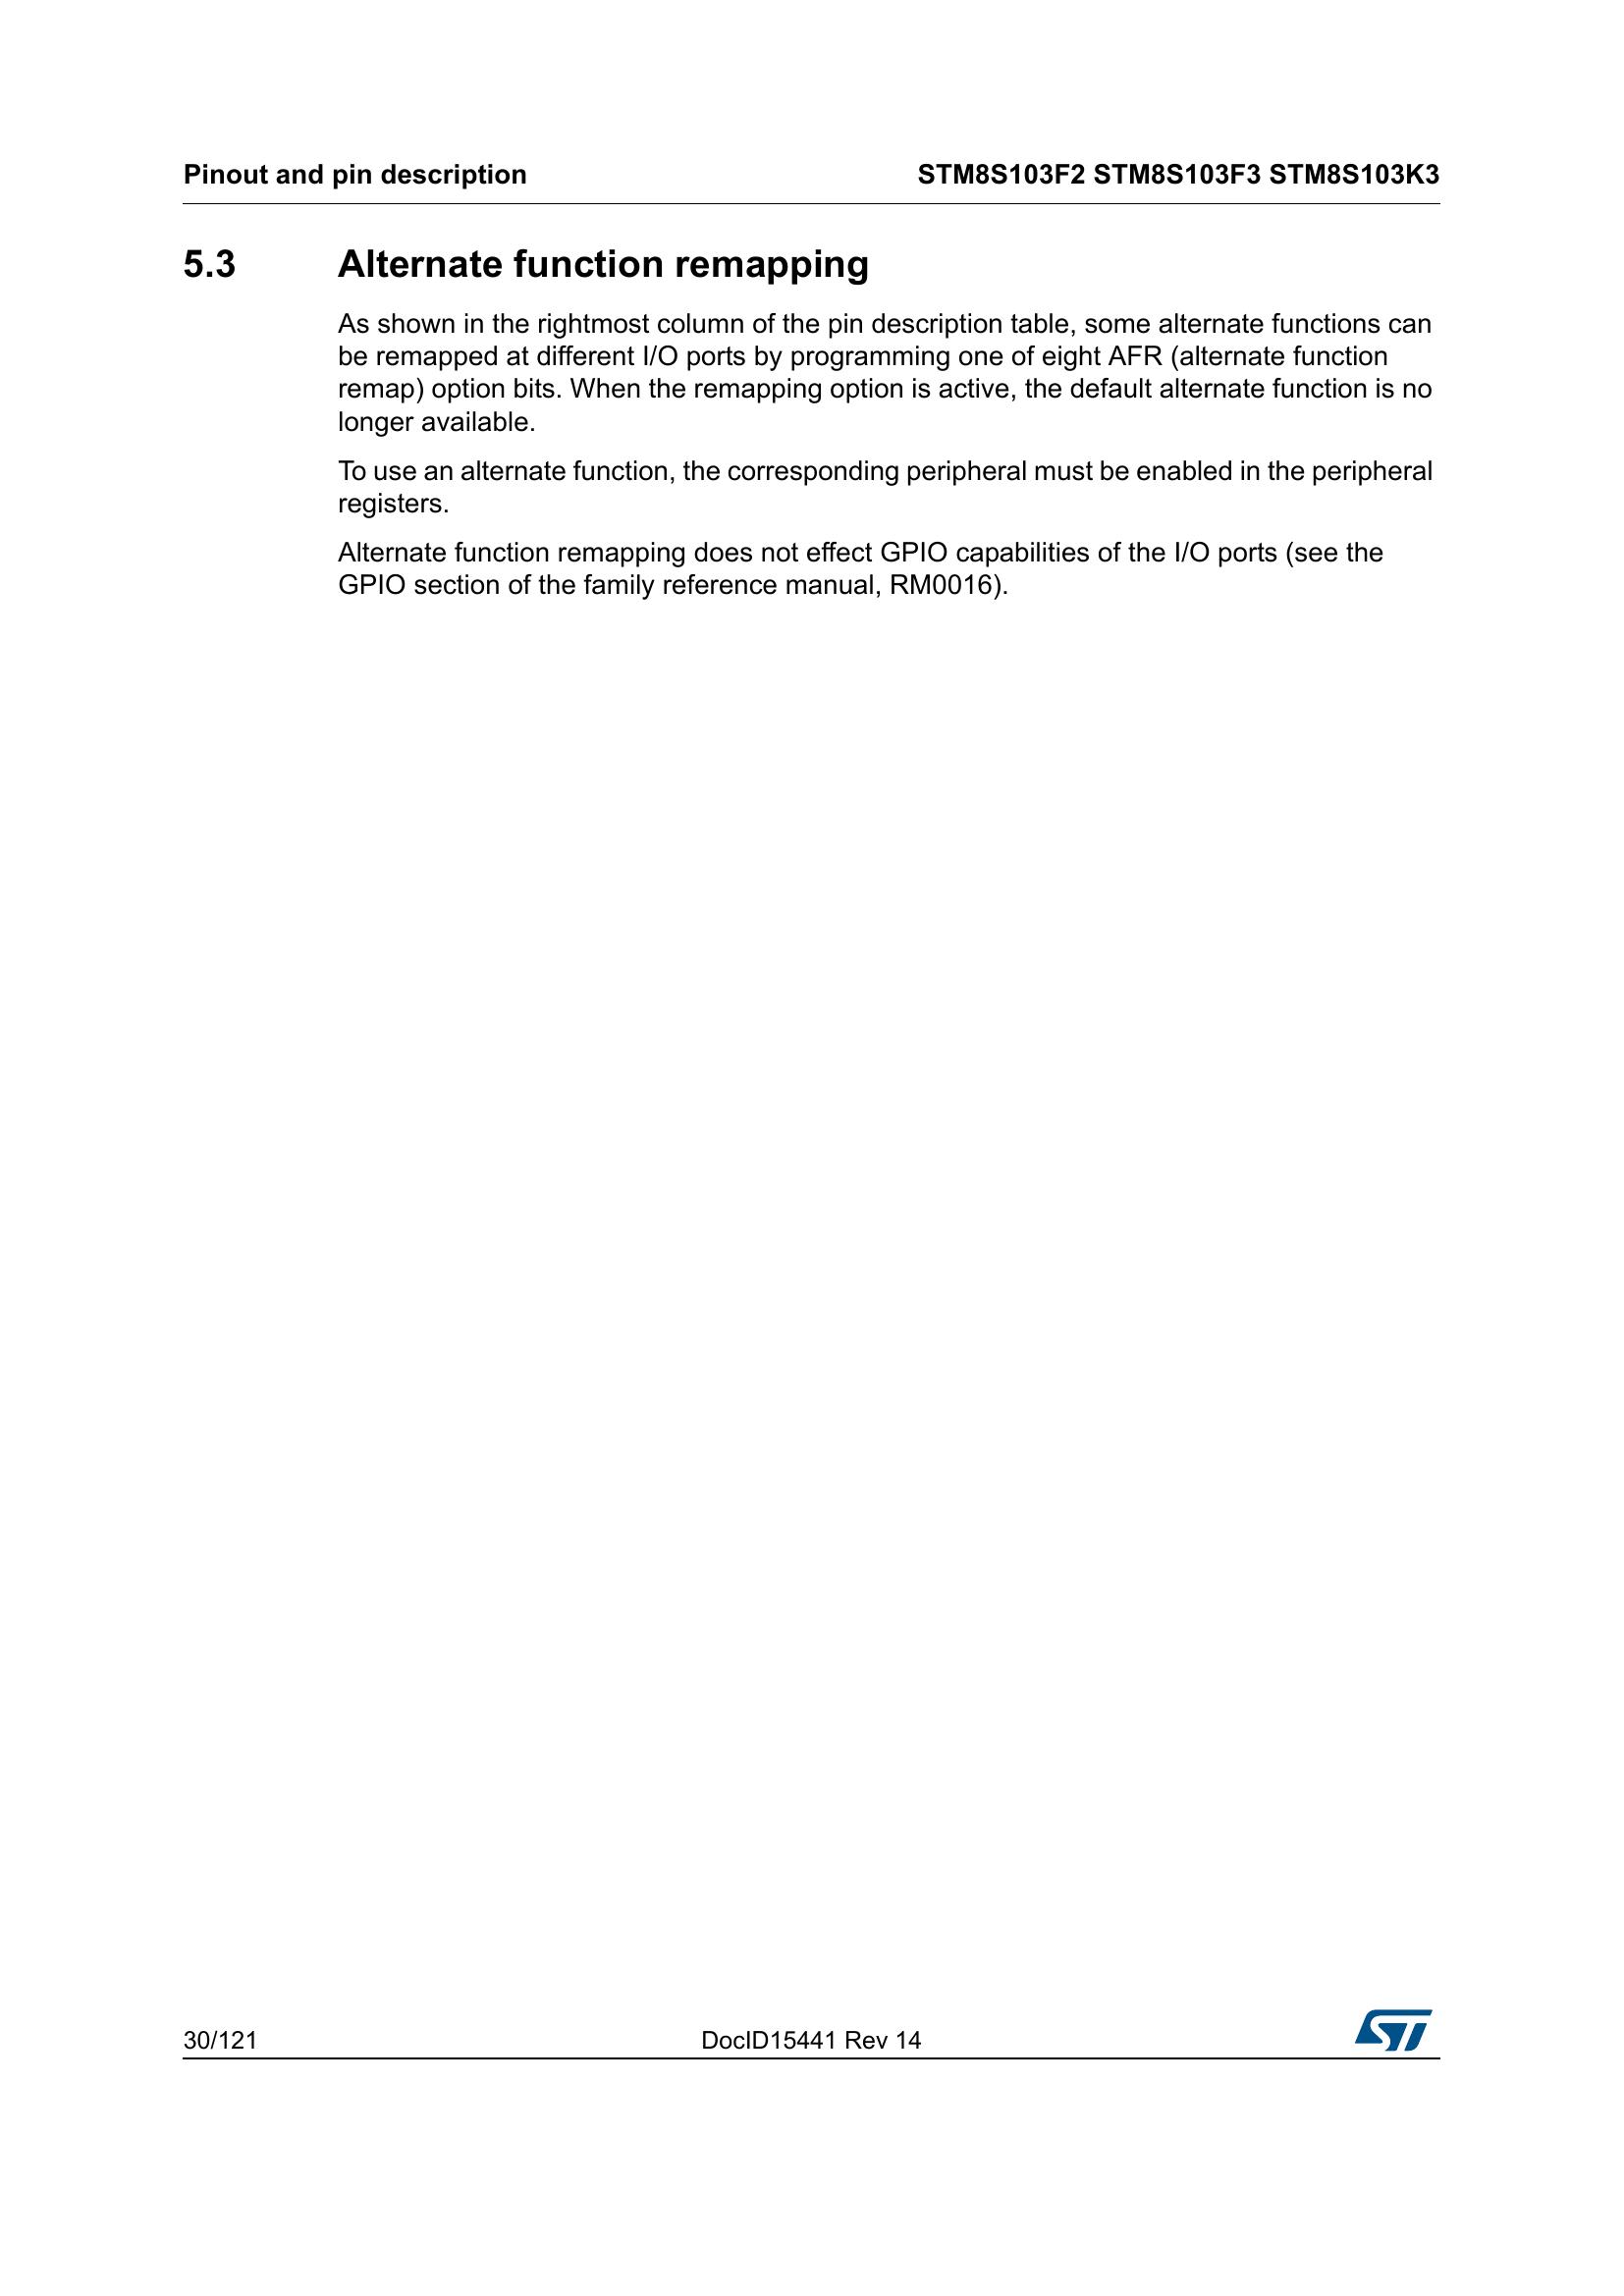 Pinout and pin description STM8S103F2 STM8S103F3 STM8S103K3
5.3 Alternate function remapping
As shown in the rightmost column of the pin description table, some alternate functions can
be remapped at different I/O ports by programming one of eight AFR (alternate function
remap) option bits. When the remapping option is active, the default alternate function is no
longer available.
To use an alternate function, the corresponding peripheral must be enabled in the peripheral
registers.
Alternate function remapping does not effect GPIO capabilities of the I/O ports (see the
GPIO section of the family reference manual, RM0016).
30/121 DocID15441 Rev 14 ST